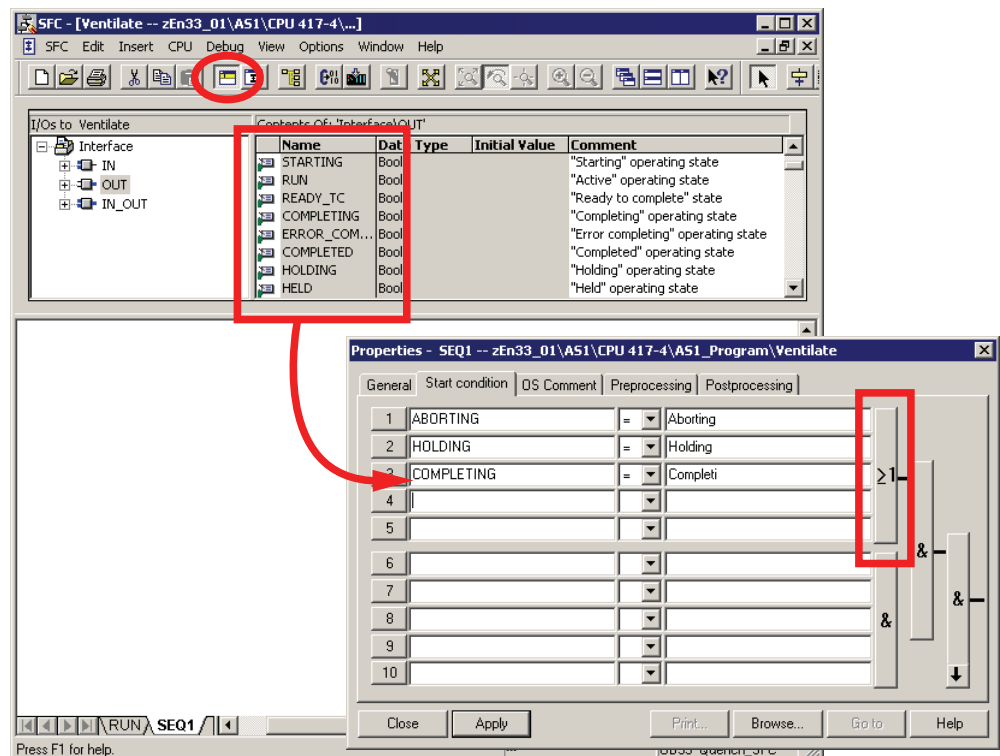 SFC - [Ventilate -- zEn33_01\AS1\CPU 417-4\...]
SFC Edit Insert CPU Debug View Options Window Help
I/Os to Ventilate
Contents Of: 'Interface\OUT'
Interface
IN
OUT
IN_OUT
Name Data Type Initial Value Comment
STARTING Bool "Starting" operating state
RUN Bool "Active" operating state
READY_TC Bool "Ready to complete" state
COMPLETING Bool "Completing" operating state
ERROR_COM... Bool "Error completing" operating state
COMPLETED Bool "Completed" operating state
HOLDING Bool "Holding" operating state
HELD Bool "Held" operating state
Properties - SEQ1 -- zEn33_01\AS1\CPU 417-4\AS1_Program\Ventilate
General Start condition OS Comment Preprocessing Postprocessing
1 ABORTING = Aborting
2 HOLDING = Holding
3 COMPLETING = Completi
≥1
4
5
&
6
7
&
8
&
9
10
Close Apply Print... Browse... Go to Help
RUN SEQ1
Press F1 for help.